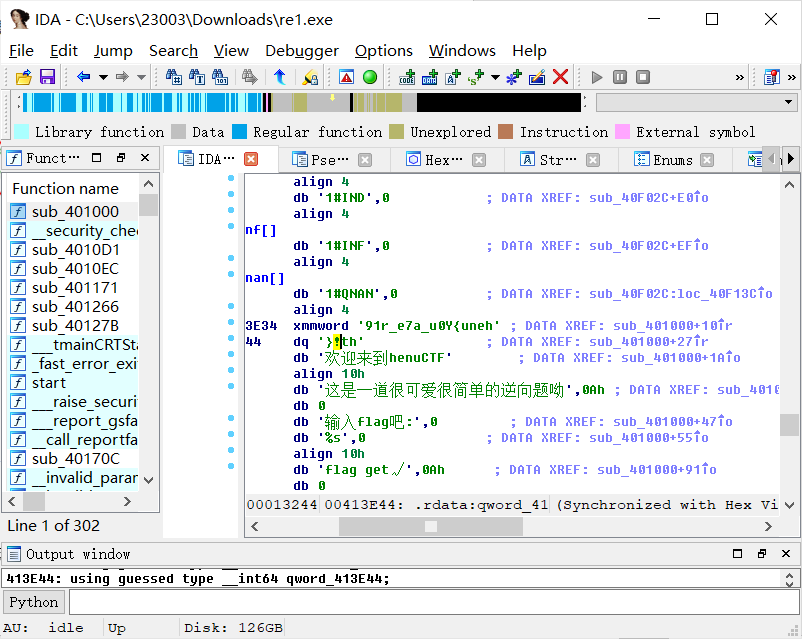 IDA - C:\Users\23003\Downloads\re1.exe
File Edit Jump Search View Debugger Options Windows Help
Library function Data Regular function Unexplored Instruction External symbol
Funct… IDA… Pse… Hex… Str… Enums
Function name
sub_401000
__security_che
sub_4010D1
sub_4010EC
sub_401171
sub_401266
sub_40127B
___tmainCRTSta
_fast_error_exi
start
___raise_securi
___report_gsfa
__call_reportfa
sub_40170C
__invalid_parar
Line 1 of 302
align 4
db '1#IND',0 ; DATA XREF: sub_40F02C+E0↑o
align 4
nf[]
db '1#INF',0 ; DATA XREF: sub_40F02C+EF↑o
align 4
nan[]
db '1#QNAN',0 ; DATA XREF: sub_40F02C:loc_40F13C↑o
align 4
3E34 xmmword '91r_e7a_u0Y{uneh' ; DATA XREF: sub_401000+10↑r
44 dq '}!th' ; DATA XREF: sub_401000+27↑r
db '欢迎来到henuCTF' ; DATA XREF: sub_401000+1A↑o
align 10h
db '这是一道很可爱很简单的逆向题呦',0Ah ; DATA XREF: sub_4010
db 0
db '输入flag吧:',0 ; DATA XREF: sub_401000+47↑o
db '%s',0 ; DATA XREF: sub_401000+55↑o
align 10h
db 'flag get√',0Ah ; DATA XREF: sub_401000+91↑o
db 0
00013244 00413E44: .rdata:qword_41 (Synchronized with Hex Vi
Output window
413E44: using guessed type __int64 qword_413E44;
Python
AU: idle Up Disk: 126GB